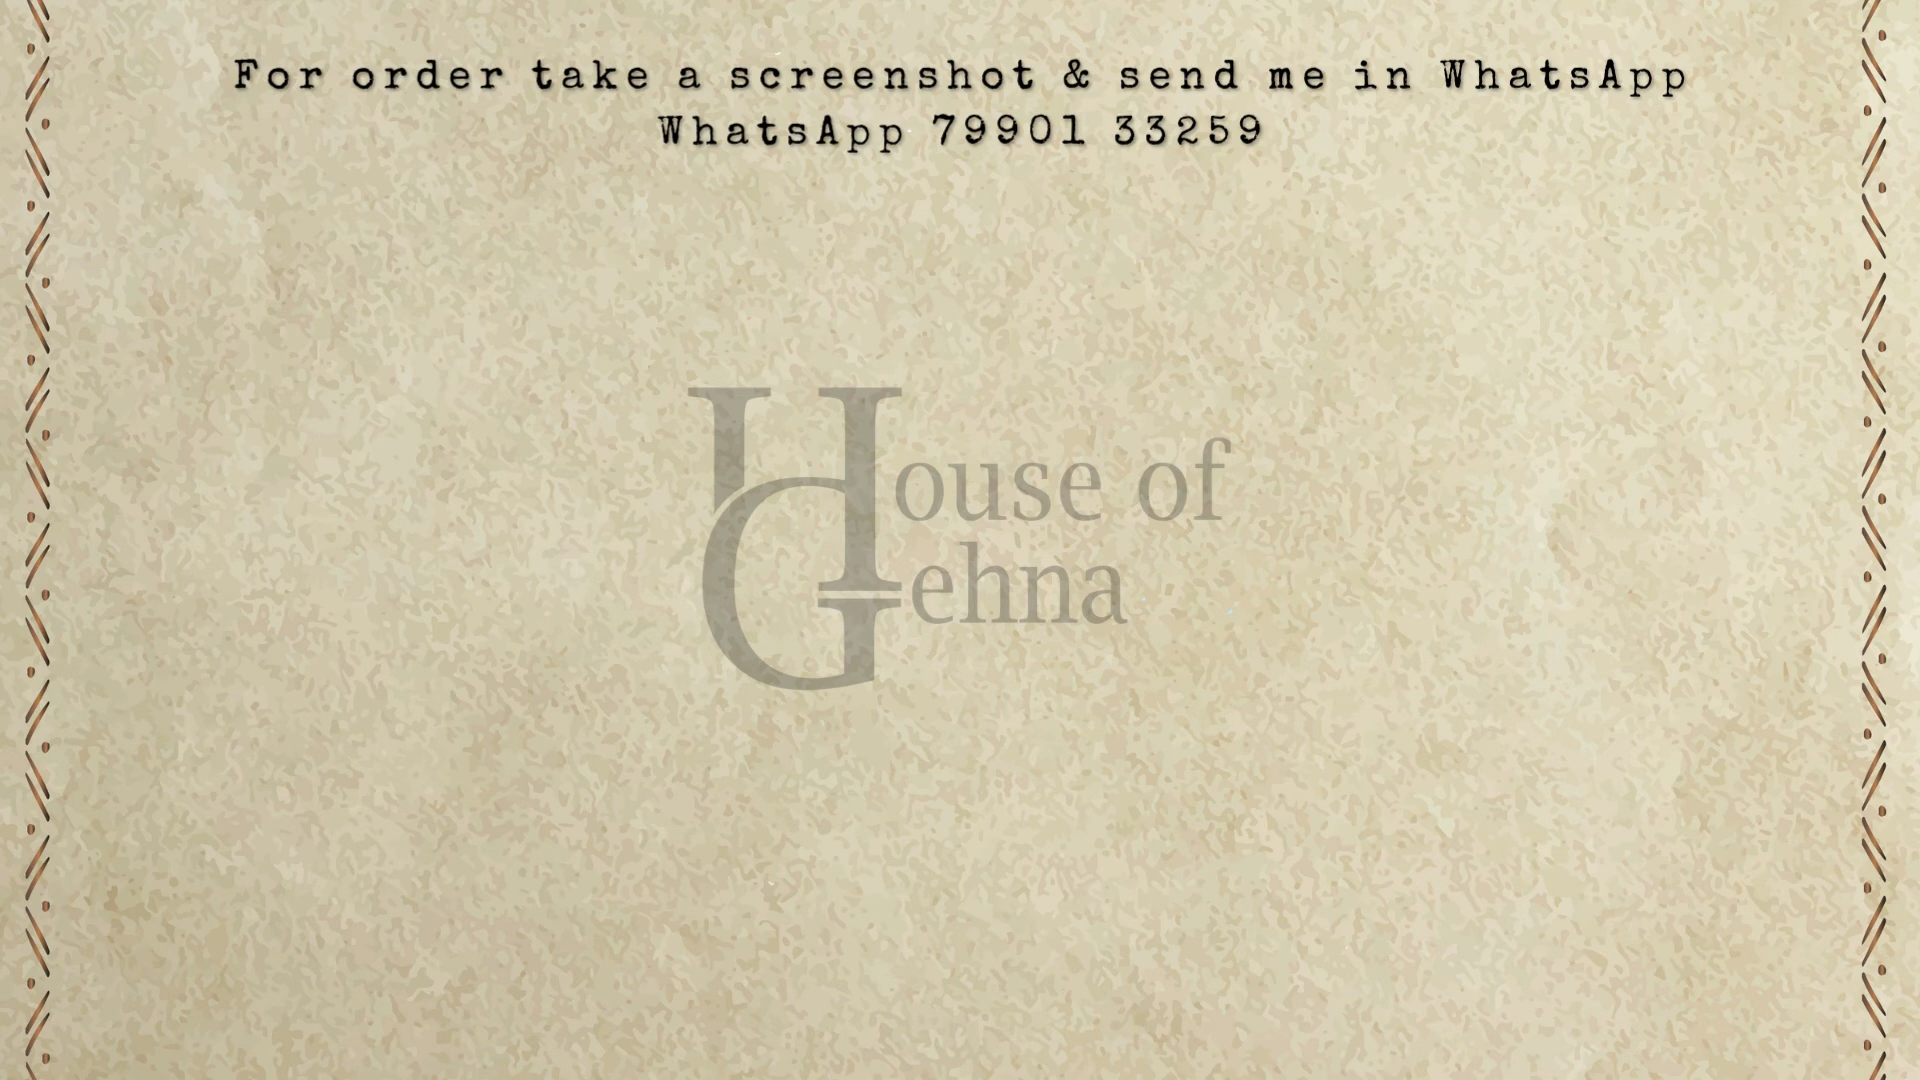 For order take a screenshot & send me in WhatsApp
WhatsApp 79901 33259
House of
Gehna